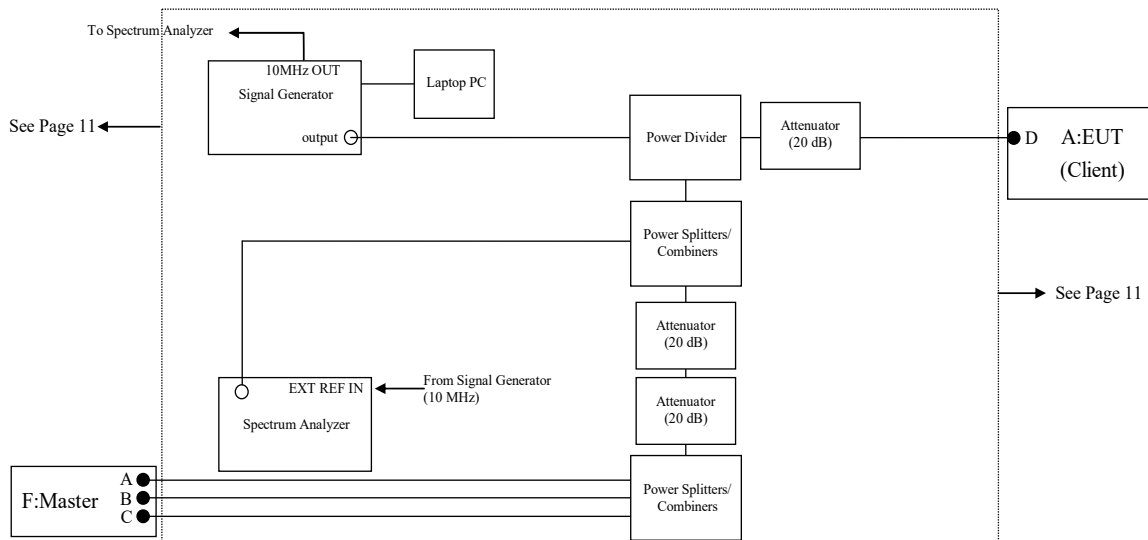 To Spectrum Analyzer
10MHz OUT
Signal Generator
output
Laptop PC
See Page 11
Power Divider
Attenuator
(20 dB)
D
A:EUT
(Client)
Power Splitters/
Combiners
See Page 11
Attenuator
(20 dB)
EXT REF IN
From Signal Generator
(10 MHz)
Spectrum Analyzer
Attenuator
(20 dB)
F:Master
A
B
C
Power Splitters/
Combiners